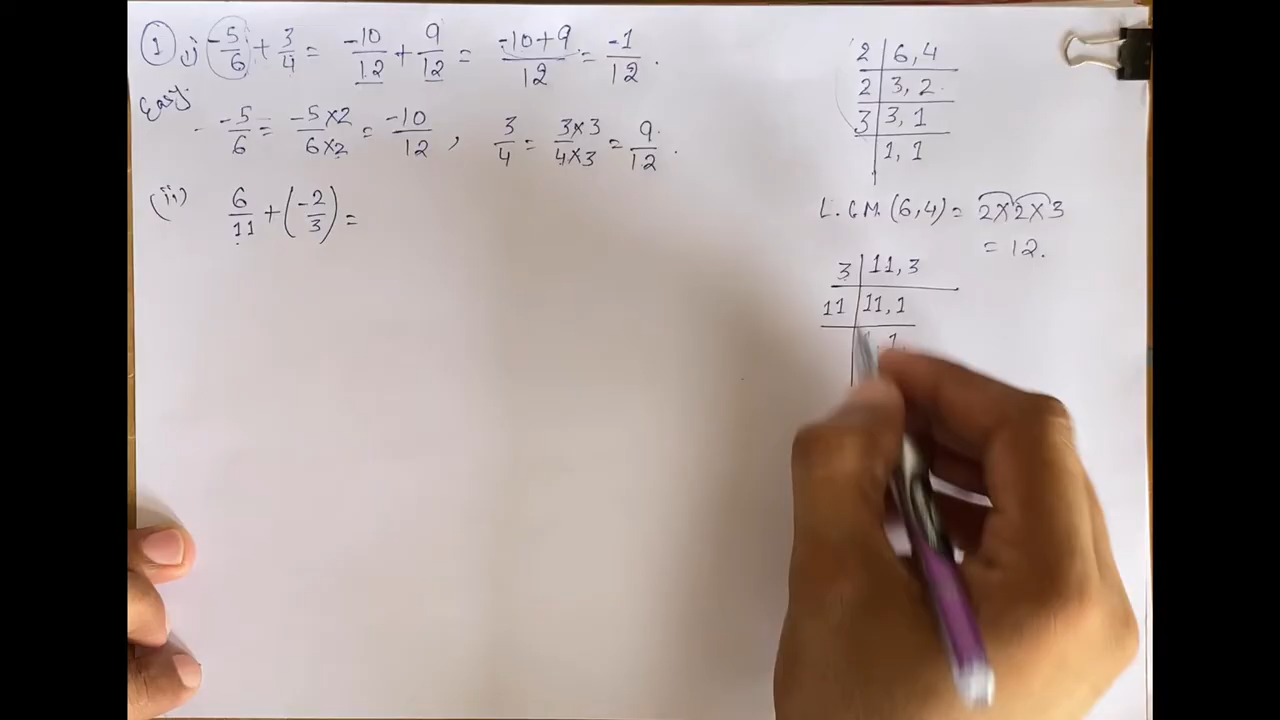 ① i) -5/6 + 3/4 = -10/12 + 9/12 = -10+9/12 = -1/12.
Easy.
-5/6 = -5×2/6×2 = -10/12, 3/4 = 3×3/4×3 = 9/12.
(ii) 6/11 + (-2/3) =
2 | 6, 4
2 | 3, 2
3 | 3, 1
1, 1
L.C.M. (6,4) = 2×2×3
= 12.
3 | 11, 3
11 | 11, 1